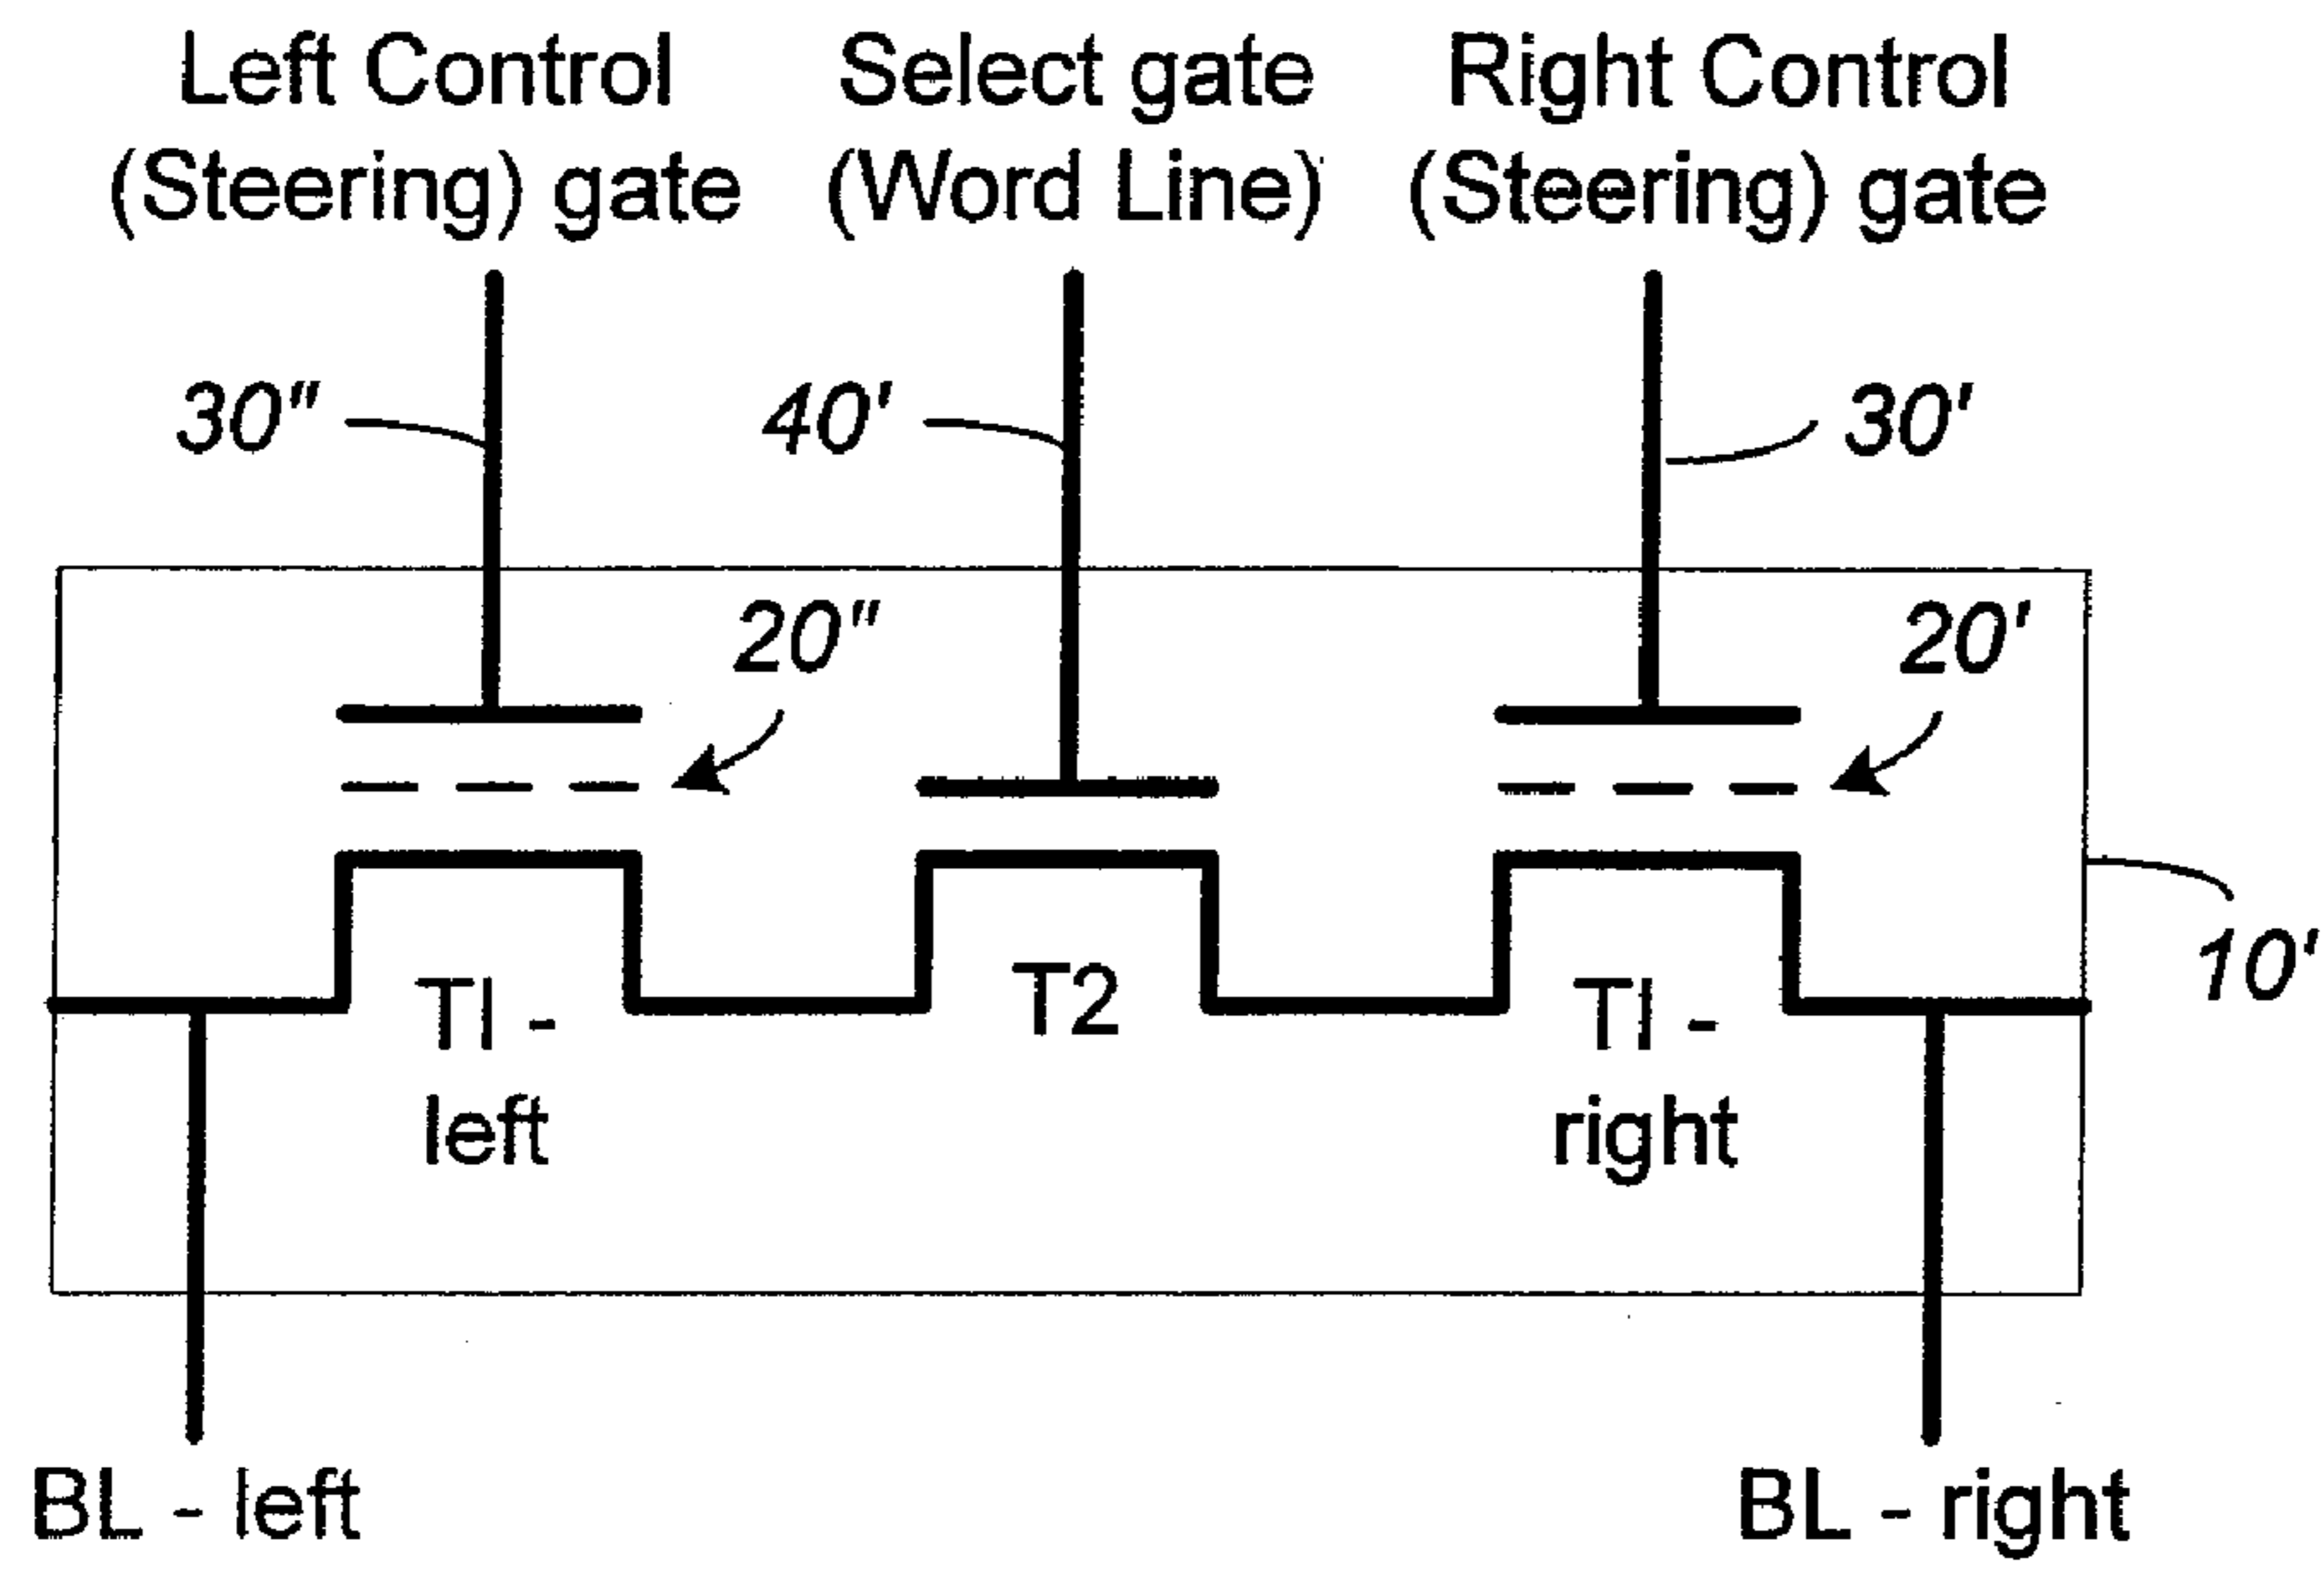 Left Control
(Steering) gate
Select gate
(Word Line)
Right Control
(Steering) gate
30"
40'
30'
20"
20'
10'
TI -
left
T2
TI -
right
BL - left
BL - right